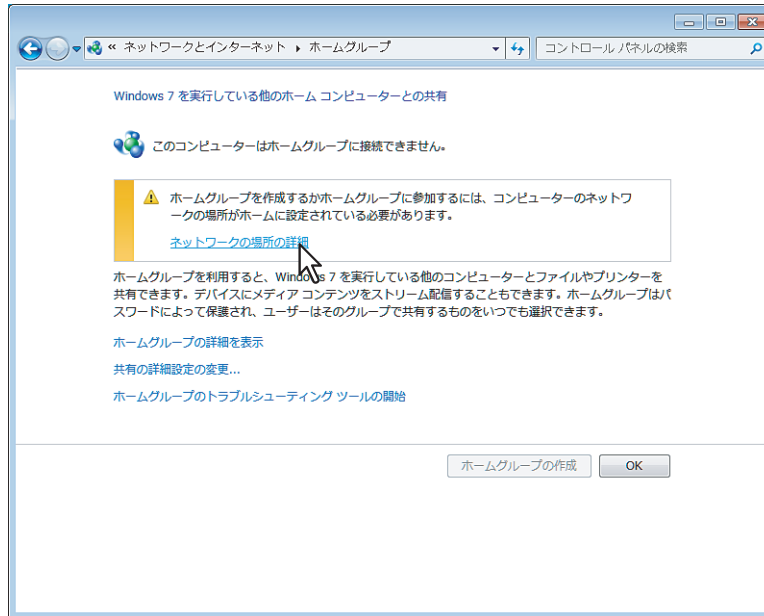 « ネットワークとインターネット ▸ ホームグループ
コントロール パネルの検索
Windows 7 を実行している他のホーム コンピューターとの共有
このコンピューターはホームグループに接続できません。
ホームグループを作成するかホームグループに参加するには、コンピューターのネットワ
ークの場所がホームに設定されている必要があります。
ネットワークの場所の詳細
ホームグループを利用すると、Windows 7 を実行している他のコンピューターとファイルやプリンターを
共有できます。デバイスにメディア コンテンツをストリーム配信することもできます。ホームグループはパ
スワードによって保護され、ユーザーはそのグループで共有するものをいつでも選択できます。
ホームグループの詳細を表示
共有の詳細設定の変更...
ホームグループのトラブルシューティング ツールの開始
ホームグループの作成
OK